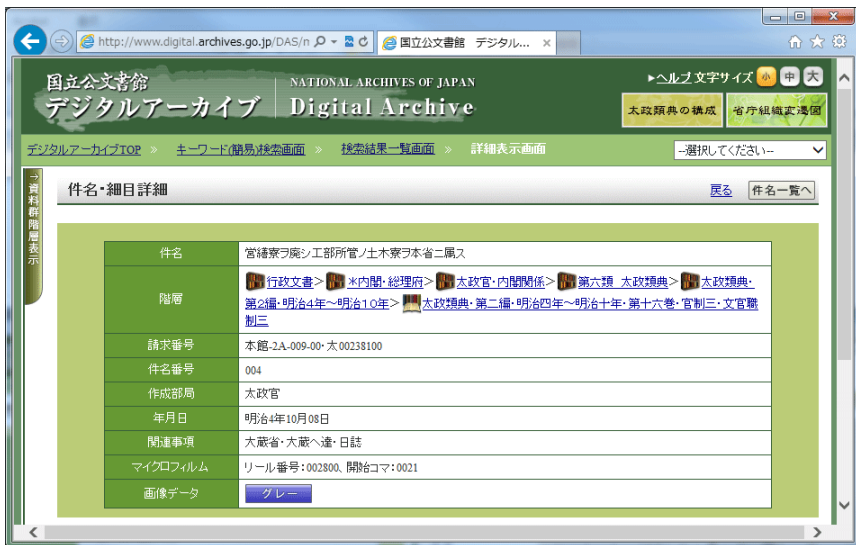 http://www.digital.archives.go.jp/DAS/n
国立公文書館 デジタル...
国立公文書館
デジタルアーカイブ
NATIONAL ARCHIVES OF JAPAN
Digital Archive
▶ヘルプ 文字サイズ 小 中 大
太政類典の構成 省庁組織変遷図
デジタルアーカイブTOP » キーワード(簡易)検索画面 » 検索結果一覧画面 » 詳細表示画面
--選択してください--
→資料群階層表示
件名・細目詳細
戻る 件名一覧へ
件名 営繕寮ヲ廃シ工部所管ノ土木寮ヲ本省ニ属ス
階層 行政文書> *内閣・総理府> 太政官・内閣関係> 第六類 太政類典> 太政類典・
第2編・明治4年～明治10年> 太政類典・第二編・明治四年～明治十年・第十六巻・官制三・文官職
制三
請求番号 本館-2A-009-00・太00238100
件名番号 004
作成部局 太政官
年月日 明治4年10月08日
関連事項 大蔵省・大蔵ヘ達・日誌
マイクロフィルム リール番号:002800、開始コマ:0021
画像データ グレー